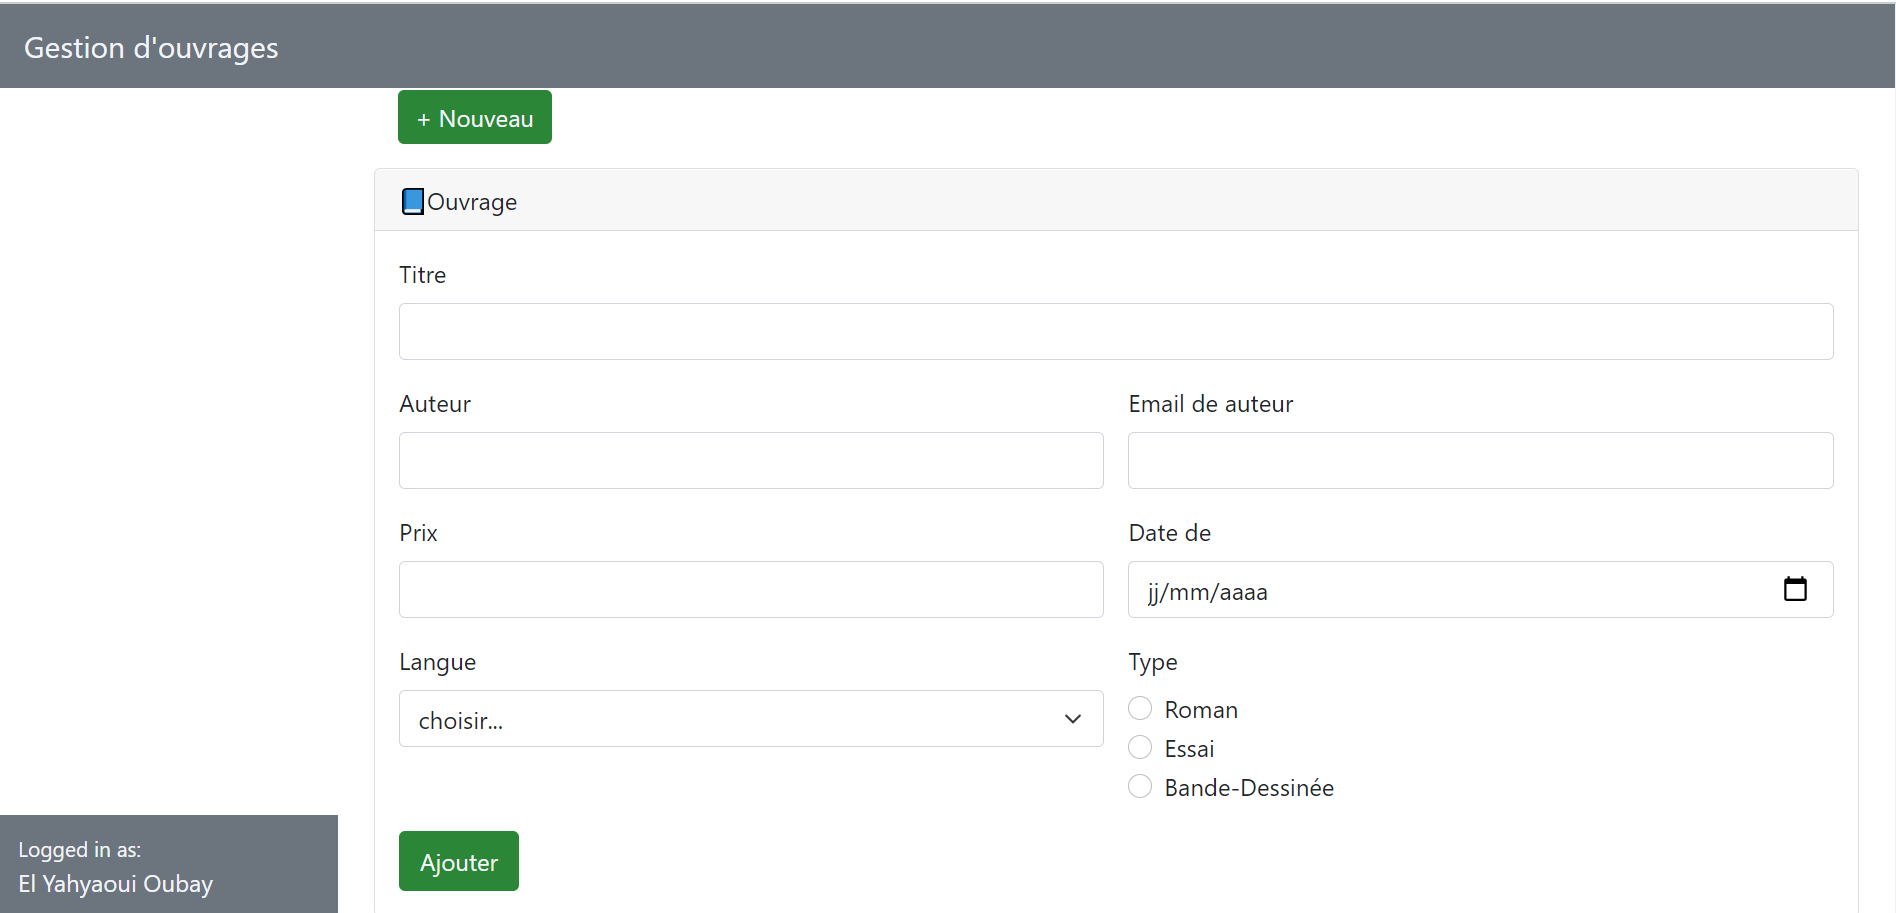 Gestion d'ouvrages
+ Nouveau
Ouvrage
Titre
Auteur
Email de auteur
Prix
Date de
jj/mm/aaaa
Langue
choisir...
Type
Roman
Essai
Bande-Dessinée
Ajouter
Logged in as:
El Yahyaoui Oubay